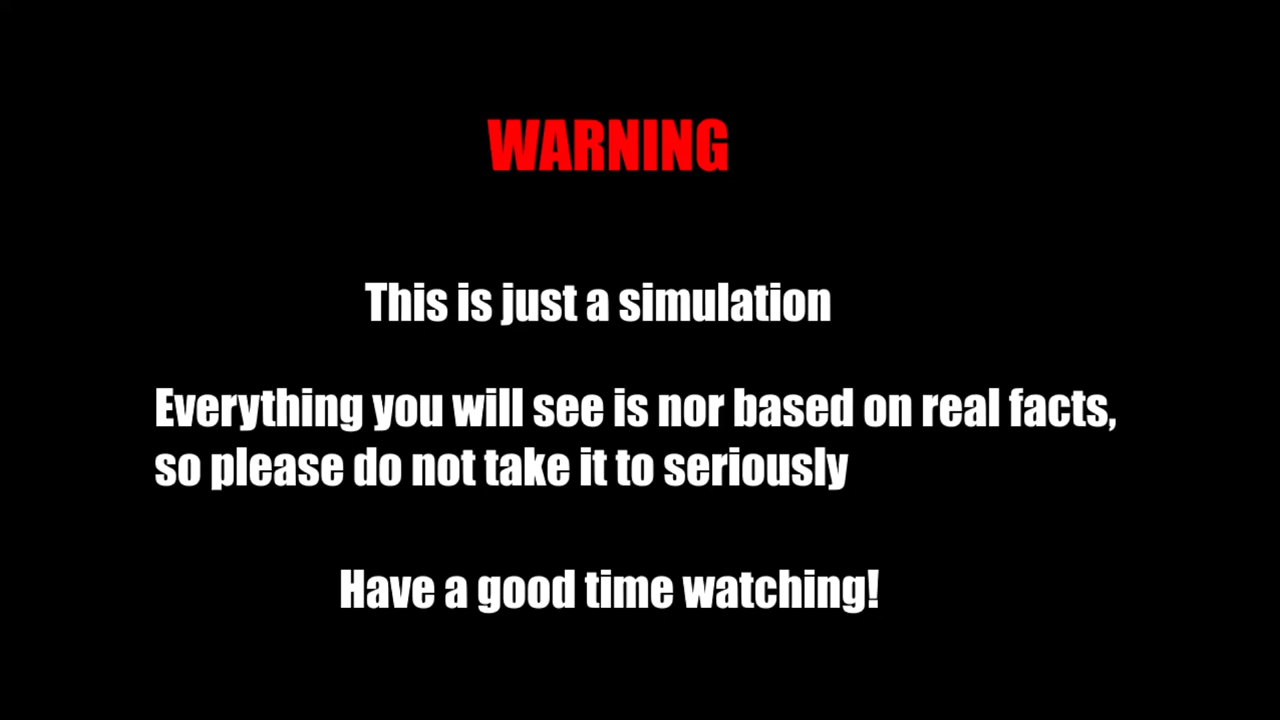 WARNING
This is just a simulation
Everything you will see is nor based on real facts,
so please do not take it to seriously
Have a good time watching!